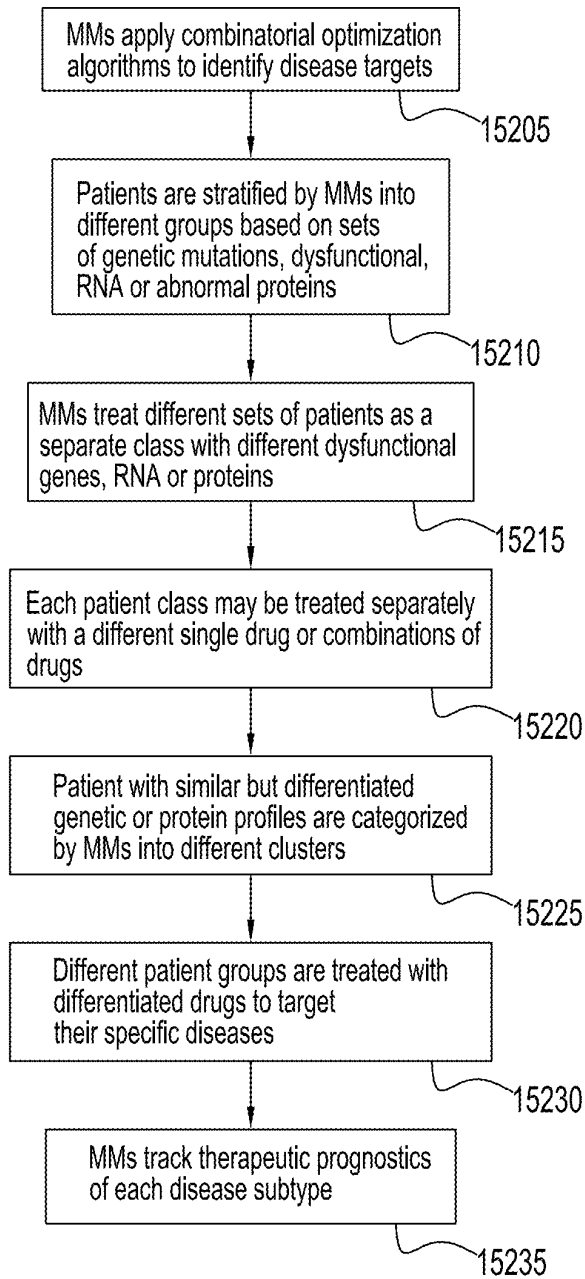 MMs apply combinatorial optimization
algorithms to identify disease targets
15205
Patients are stratified by MMs into
different groups based on sets
of genetic mutations, dysfunctional,
RNA or abnormal proteins
15210
MMs treat different sets of patients as a
separate class with different dysfunctional
genes, RNA or proteins
15215
Each patient class may be treated separately
with a different single drug or combinations of
drugs
15220
Patient with similar but differentiated
genetic or protein profiles are categorized
by MMs into different clusters
15225
Different patient groups are treated with
differentiated drugs to target
their specific diseases
15230
MMs track therapeutic prognostics
of each disease subtype
15235